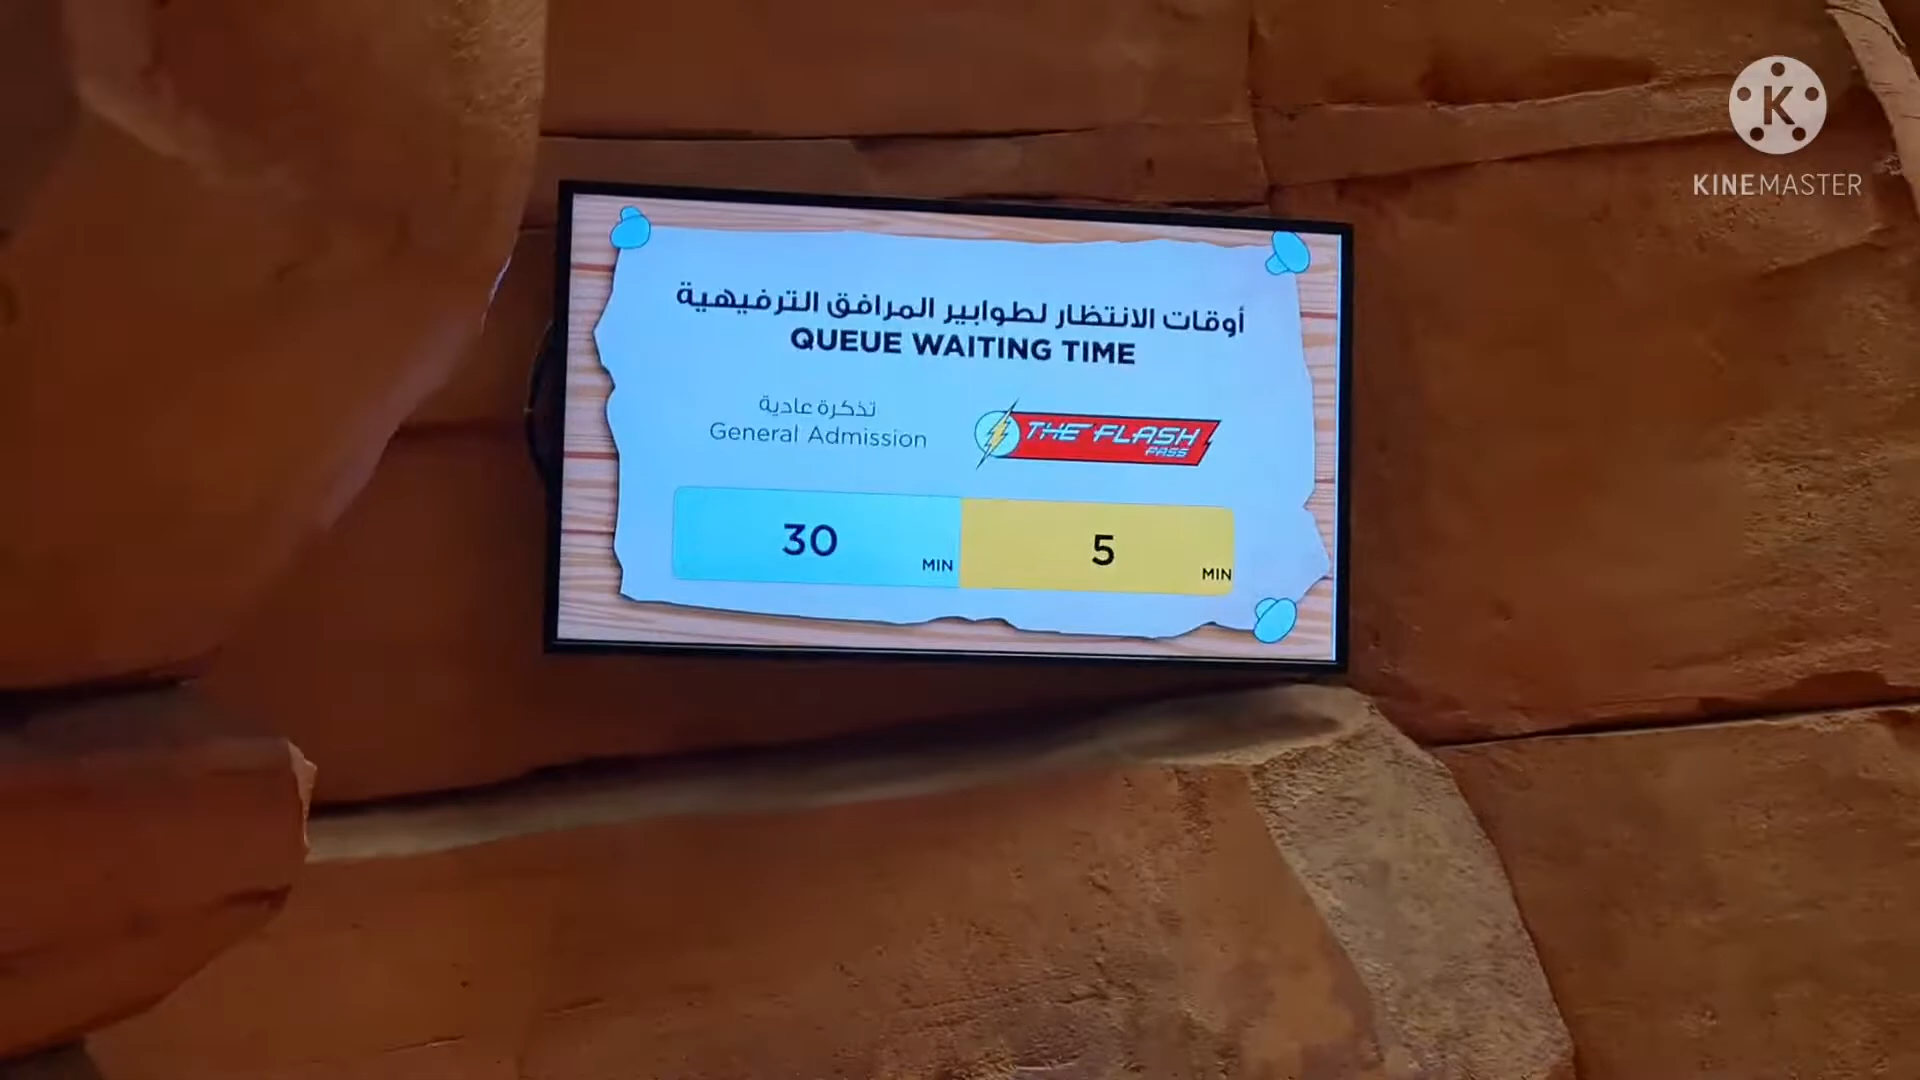 K
KINEMASTER
أوقات الانتظار لطوابير المرافق الترفيهية
QUEUE WAITING TIME
تذكرة عادية
General Admission
THE FLASH
PASS
30 MIN
5 MIN